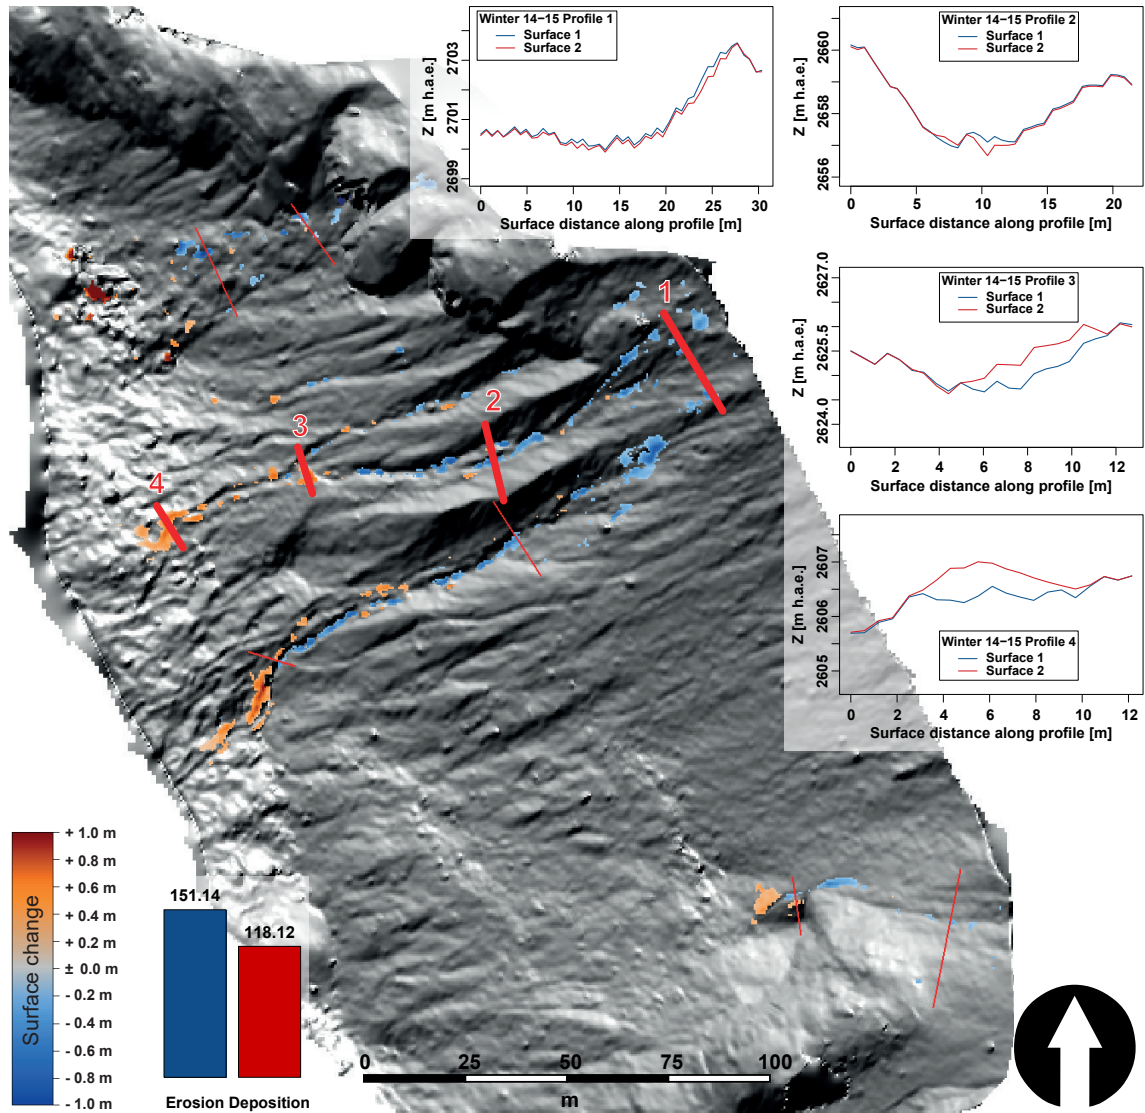 Winter 14−15 Profile 1
Surface 1
Surface 2
Z [m h.a.e.]
2703
2701
2699
0 5 10 15 20 25 30
Surface distance along profile [m]
Winter 14−15 Profile 2
Surface 1
Surface 2
Z [m h.a.e.]
2660
2658
2656
0 5 10 15 20
Surface distance along profile [m]
Winter 14−15 Profile 3
Surface 1
Surface 2
Z [m h.a.e.]
2627.0
2625.5
2624.0
0 2 4 6 8 10 12
Surface distance along profile [m]
Winter 14−15 Profile 4
Surface 1
Surface 2
Z [m h.a.e.]
2607
2606
2605
0 2 4 6 8 10 12
Surface distance along profile [m]
1
2
3
4
Surface change
+ 1.0 m
+ 0.8 m
+ 0.6 m
+ 0.4 m
+ 0.2 m
± 0.0 m
- 0.2 m
- 0.4 m
- 0.6 m
- 0.8 m
- 1.0 m
151.14
118.12
Erosion Deposition
0 25 50 75 100
m